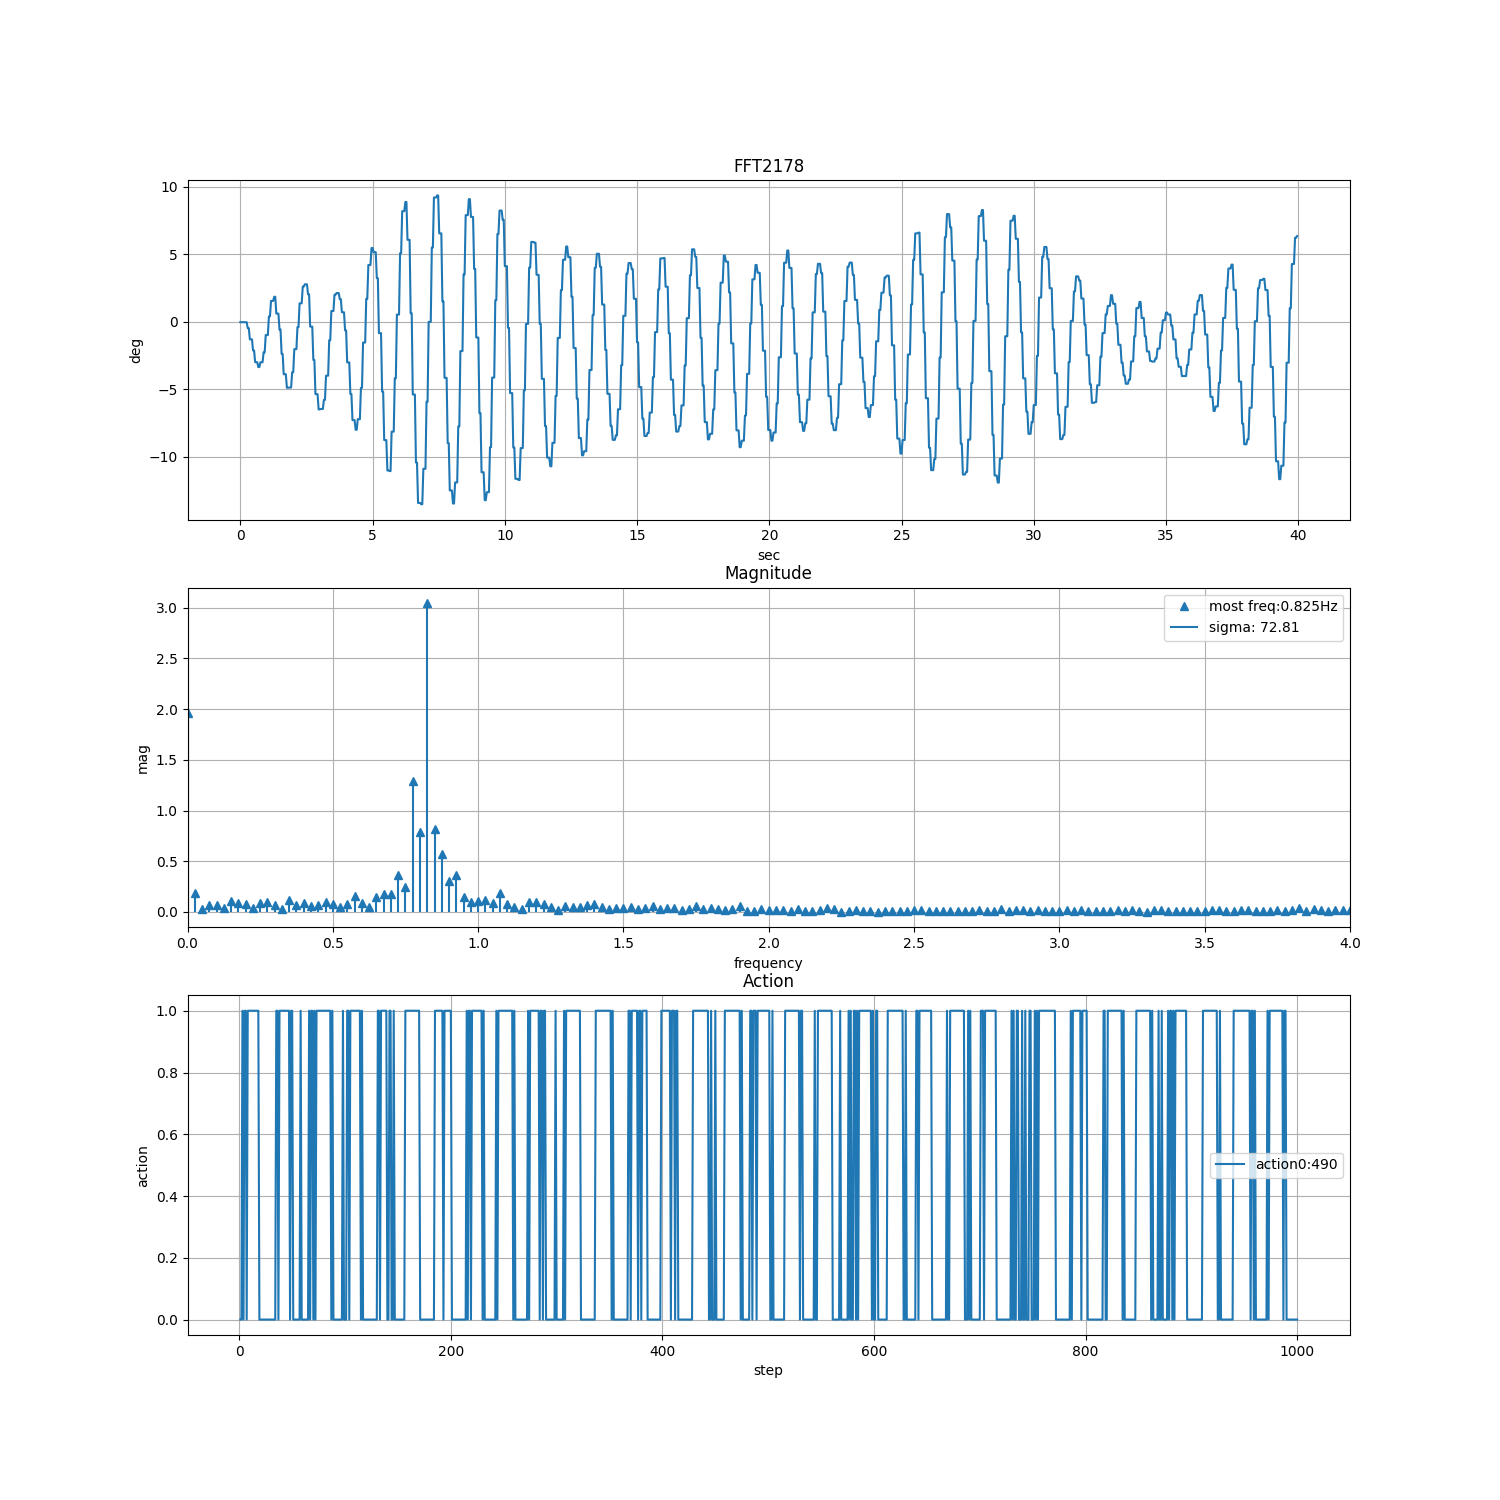 FFT2178
10
5
0
−5
−10
deg
0 5 10 15 20 25 30 35 40
sec
Magnitude
3.0
2.5
2.0
1.5
1.0
0.5
0.0
mag
most freq:0.825Hz
sigma: 72.81
0.0 0.5 1.0 1.5 2.0 2.5 3.0 3.5 4.0
frequency
Action
1.0
0.8
0.6
0.4
0.2
0.0
action
action0:490
0 200 400 600 800 1000
step